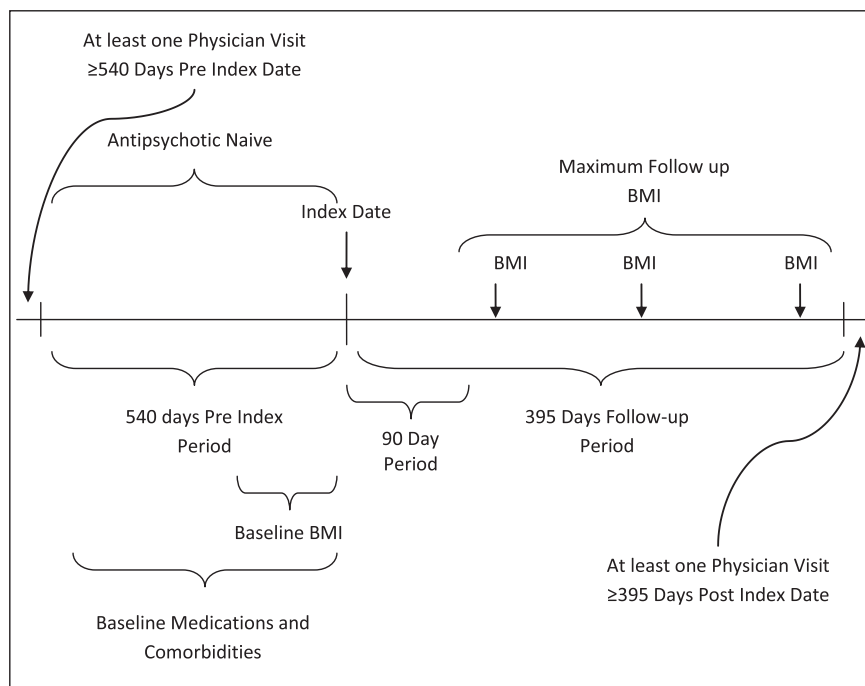 At least one Physician Visit
≥540 Days Pre Index Date
Antipsychotic Naive
Index Date
Maximum Follow up
BMI
BMI
BMI
BMI
540 days Pre Index
Period
90 Day
Period
395 Days Follow-up
Period
Baseline BMI
Baseline Medications and
Comorbidities
At least one Physician Visit
≥395 Days Post Index Date